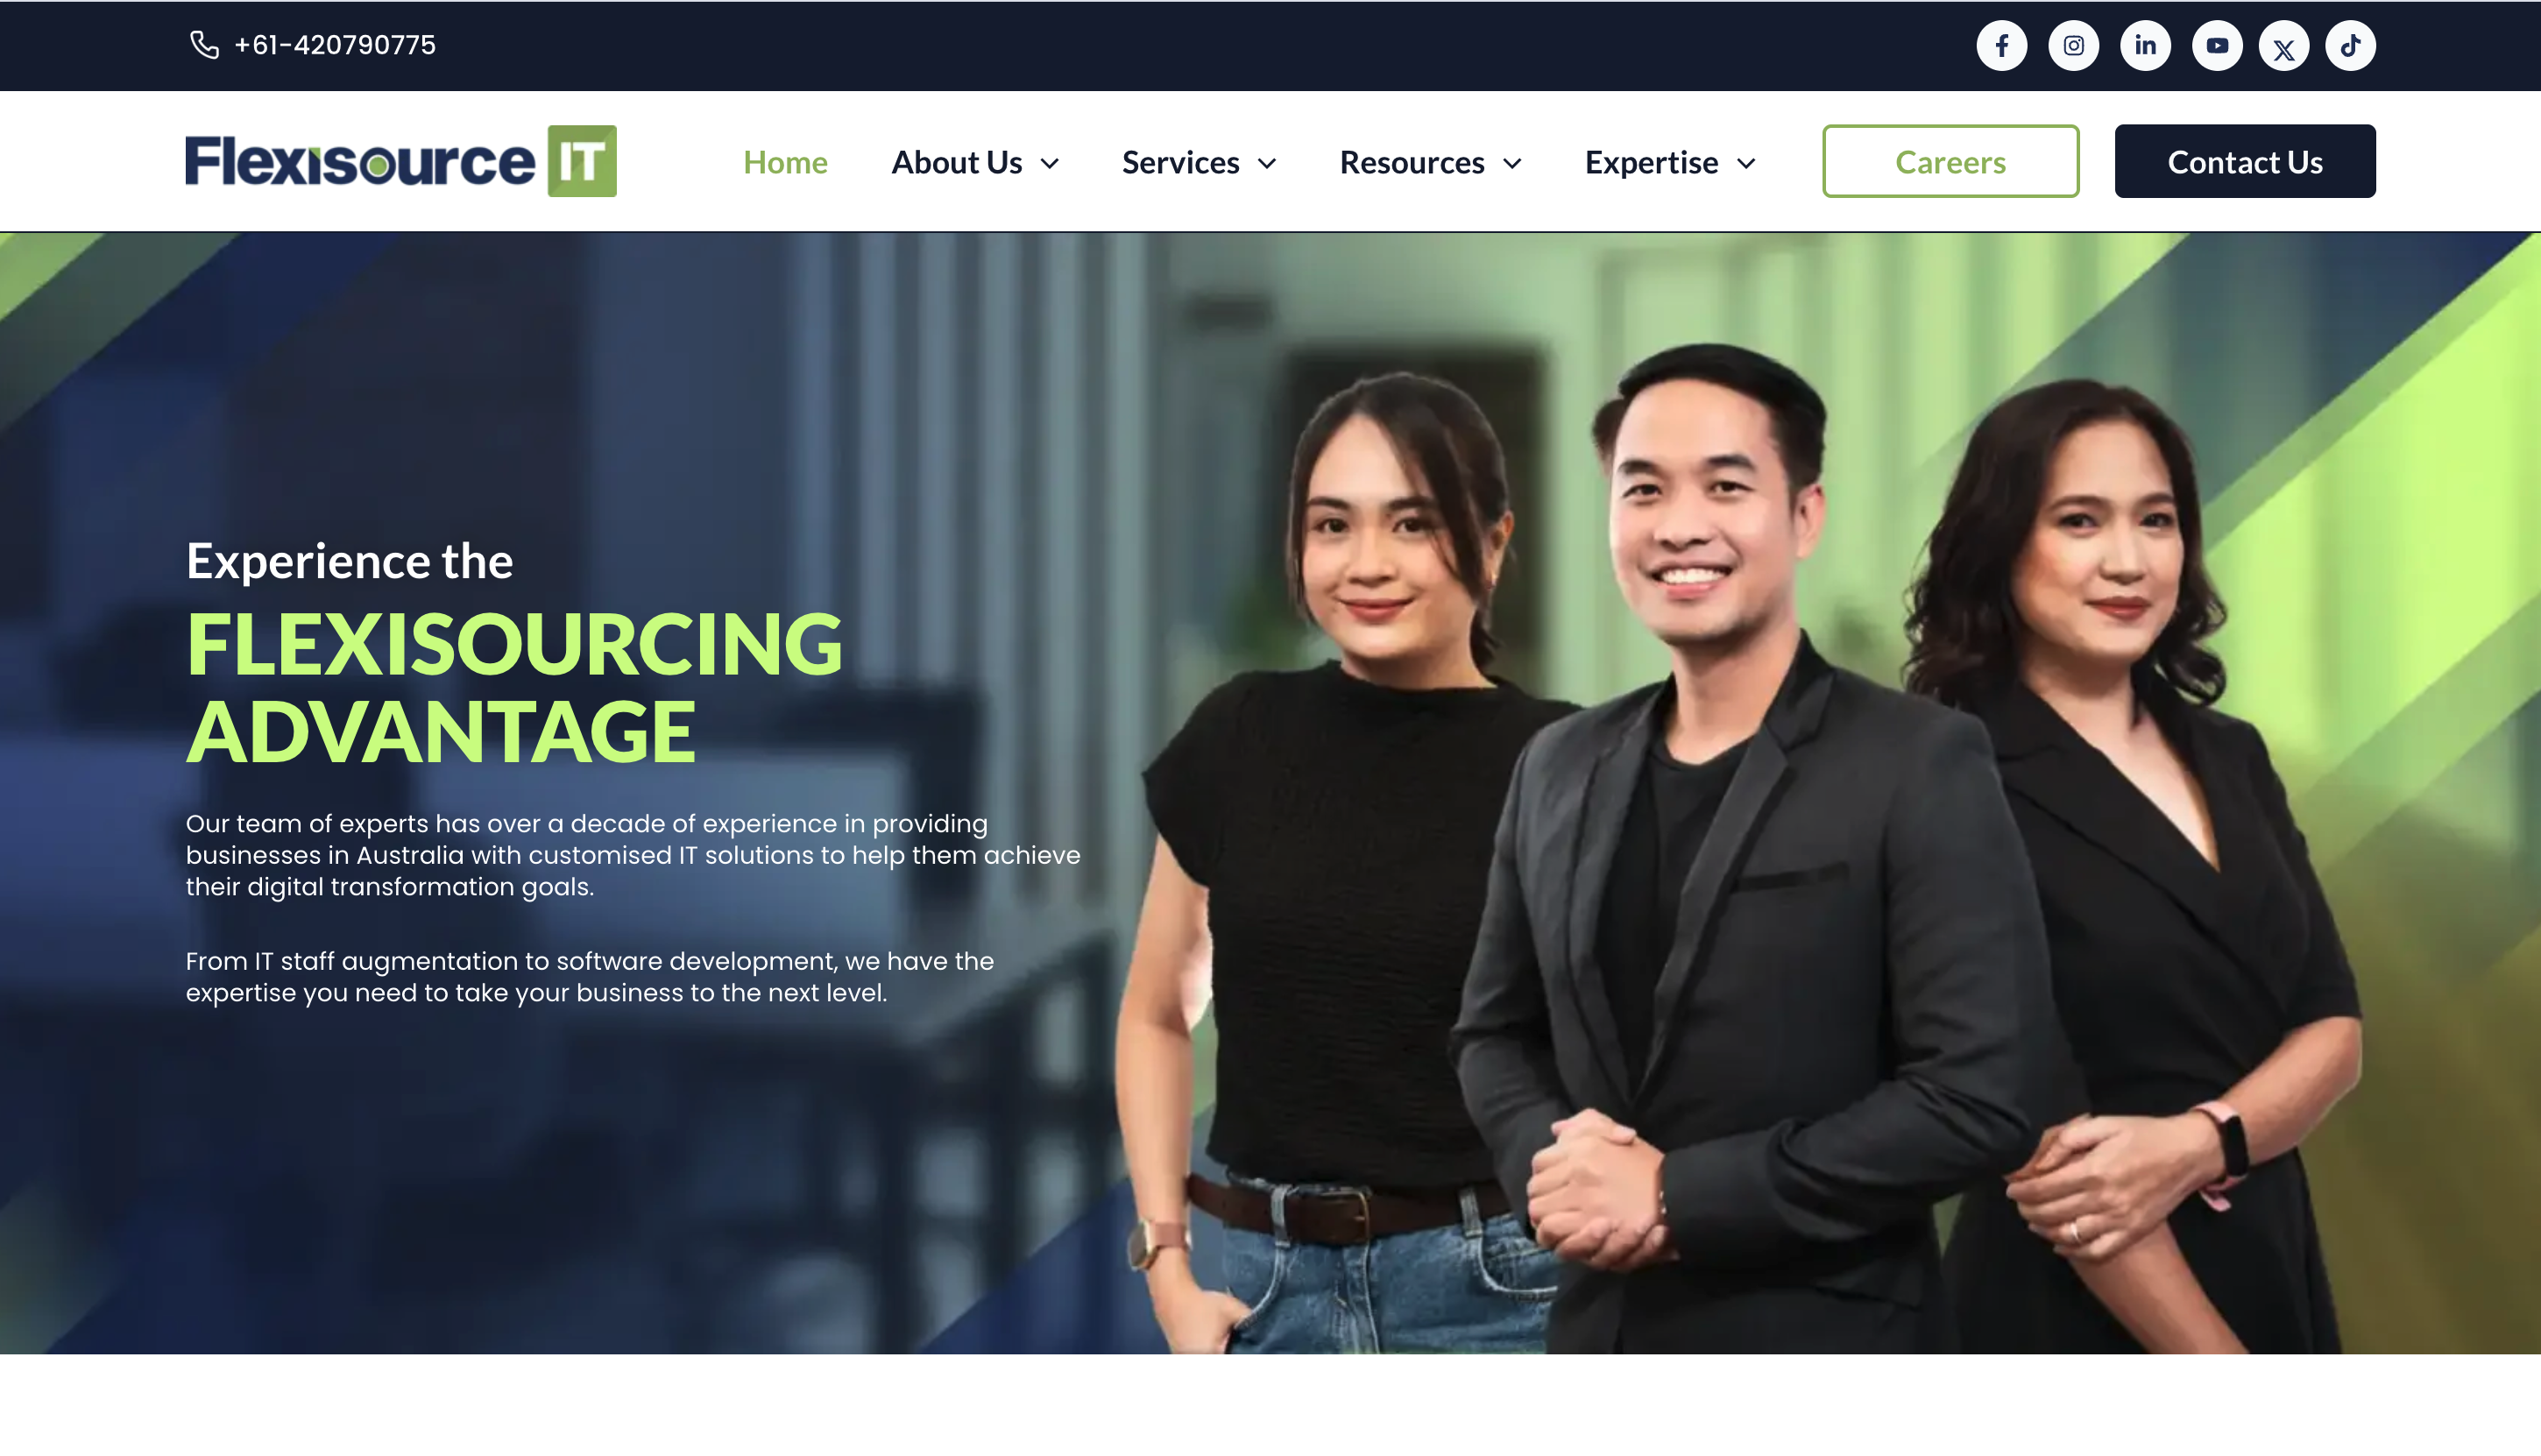 +61-420790775
Flexisource IT
Home
About Us
Services
Resources
Expertise
Careers
Contact Us
Experience the
FLEXISOURCING
ADVANTAGE
Our team of experts has over a decade of experience in providing
businesses in Australia with customised IT solutions to help them achieve
their digital transformation goals.
From IT staff augmentation to software development, we have the
expertise you need to take your business to the next level.